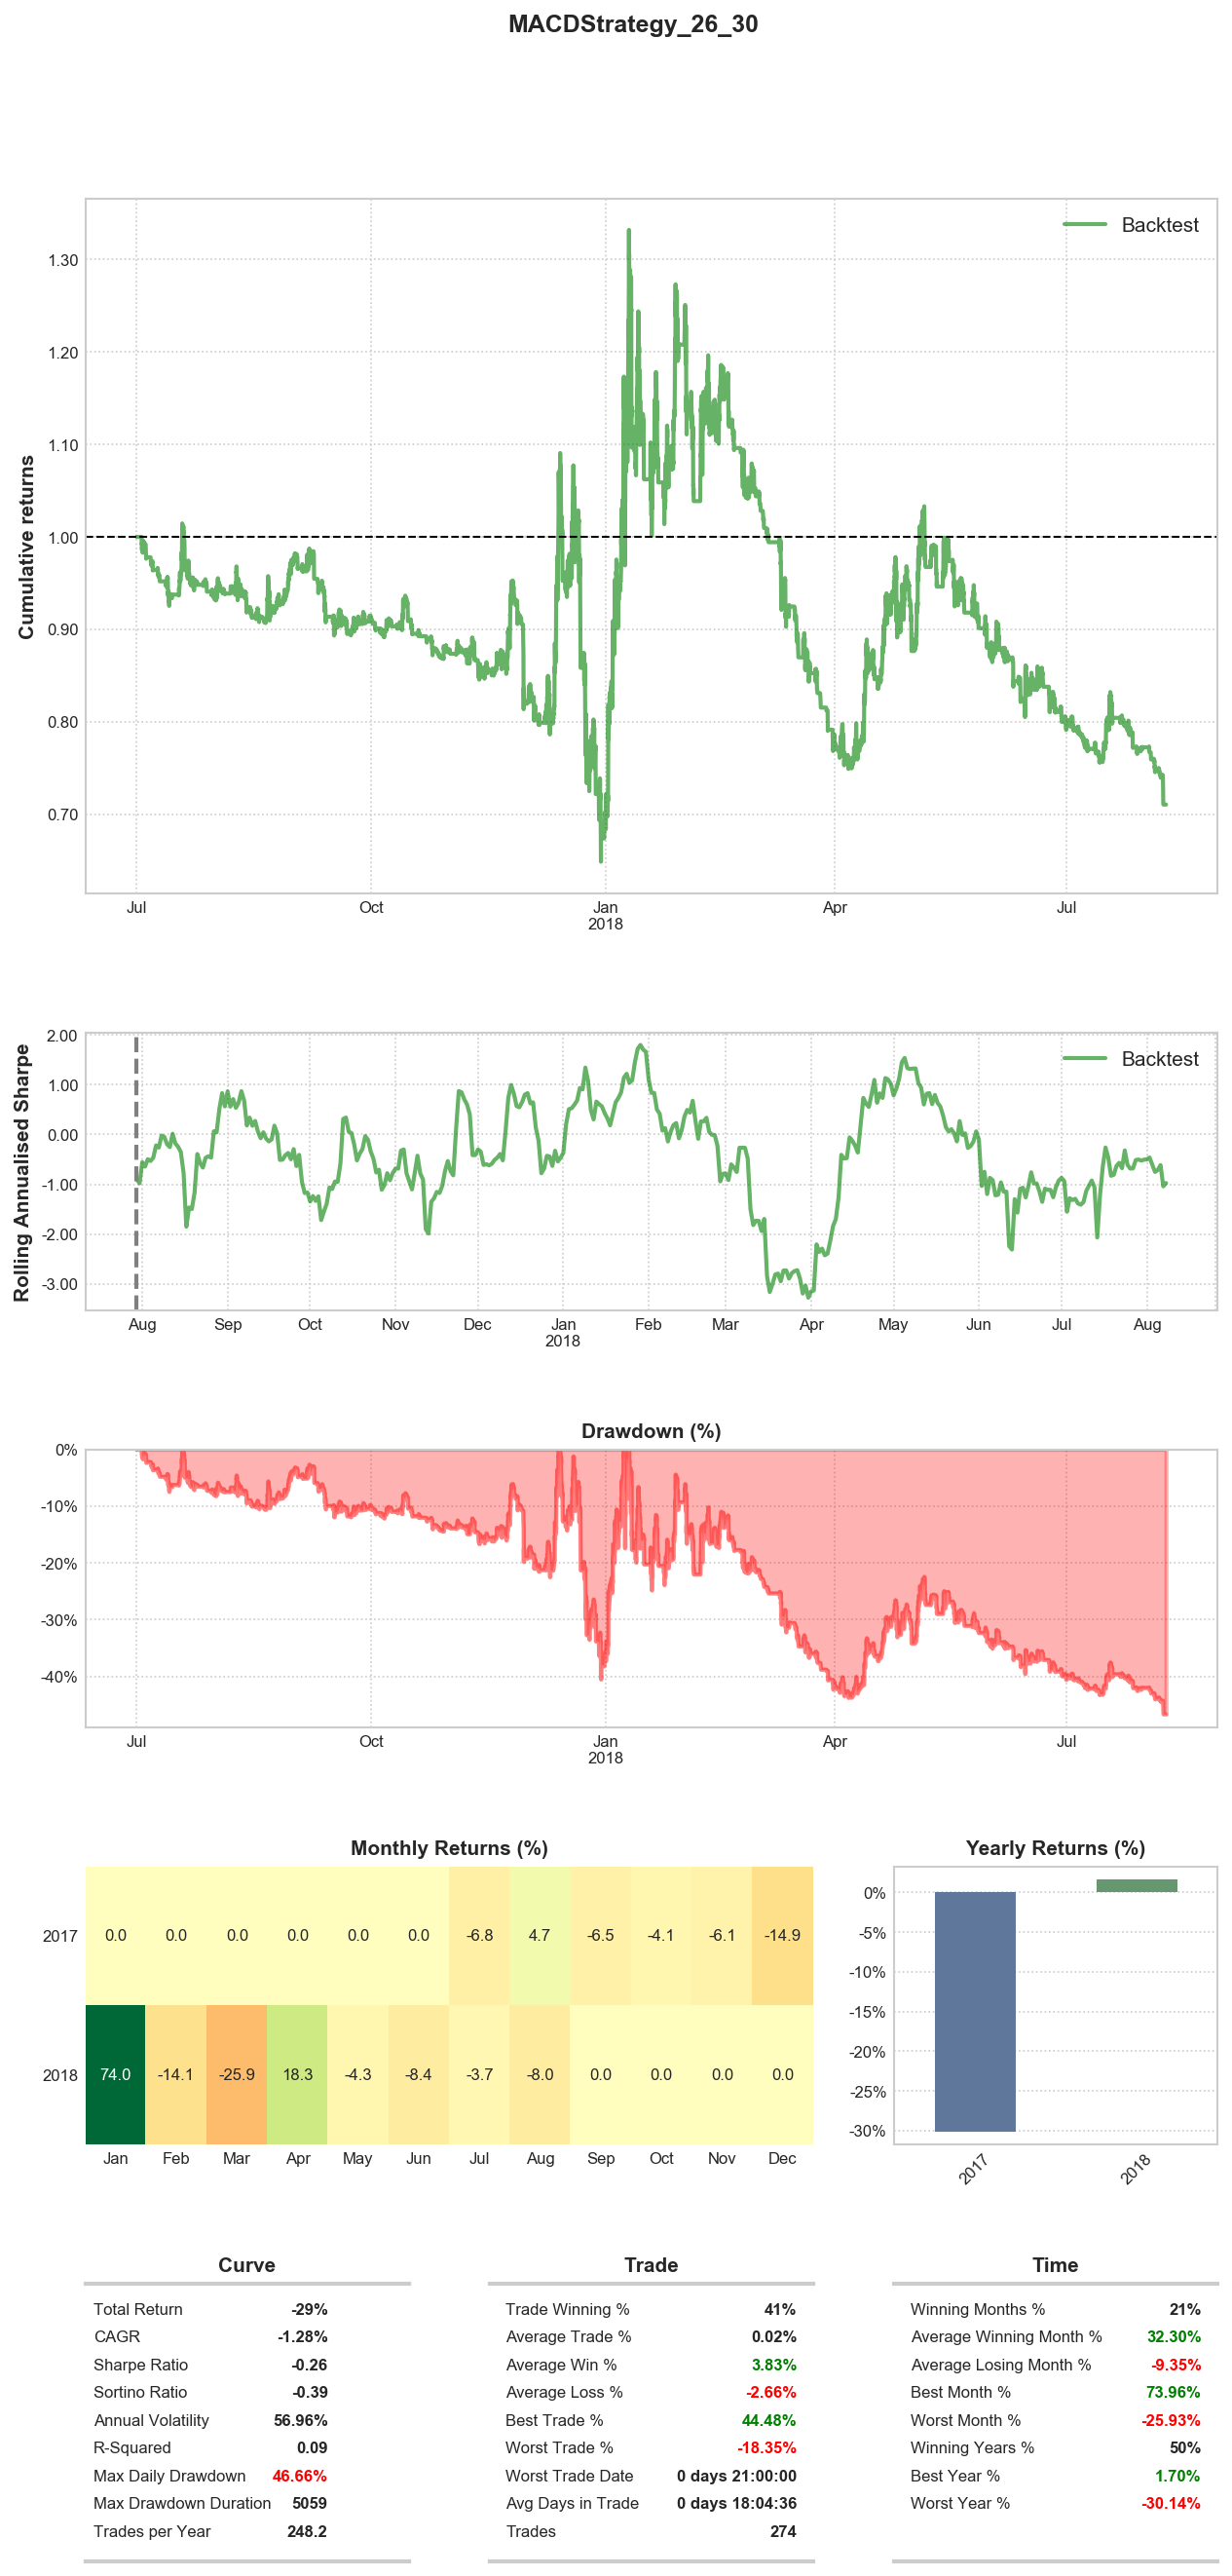 MACDStrategy_26_30
Cumulative returns
Backtest
1.30
1.20
1.10
1.00
0.90
0.80
0.70
Jul Oct Jan Apr Jul
2018
Rolling Annualised Sharpe
Backtest
2.00
1.00
0.00
-1.00
-2.00
-3.00
Aug Sep Oct Nov Dec Jan Feb Mar Apr May Jun Jul Aug
2018
Drawdown (%)
0%
-10%
-20%
-30%
-40%
Jul Oct Jan Apr Jul
2018
Monthly Returns (%)
2017 0.0 0.0 0.0 0.0 0.0 0.0 -6.8 4.7 -6.5 -4.1 -6.1 -14.9
2018 74.0 -14.1 -25.9 18.3 -4.3 -8.4 -3.7 -8.0 0.0 0.0 0.0 0.0
Jan Feb Mar Apr May Jun Jul Aug Sep Oct Nov Dec
Yearly Returns (%)
0%
-5%
-10%
-15%
-20%
-25%
-30%
2017 2018
Curve
Total Return -29%
CAGR -1.28%
Sharpe Ratio -0.26
Sortino Ratio -0.39
Annual Volatility 56.96%
R-Squared 0.09
Max Daily Drawdown 46.66%
Max Drawdown Duration 5059
Trades per Year 248.2
Trade
Trade Winning % 41%
Average Trade % 0.02%
Average Win % 3.83%
Average Loss % -2.66%
Best Trade % 44.48%
Worst Trade % -18.35%
Worst Trade Date 0 days 21:00:00
Avg Days in Trade 0 days 18:04:36
Trades 274
Time
Winning Months % 21%
Average Winning Month % 32.30%
Average Losing Month % -9.35%
Best Month % 73.96%
Worst Month % -25.93%
Winning Years % 50%
Best Year % 1.70%
Worst Year % -30.14%